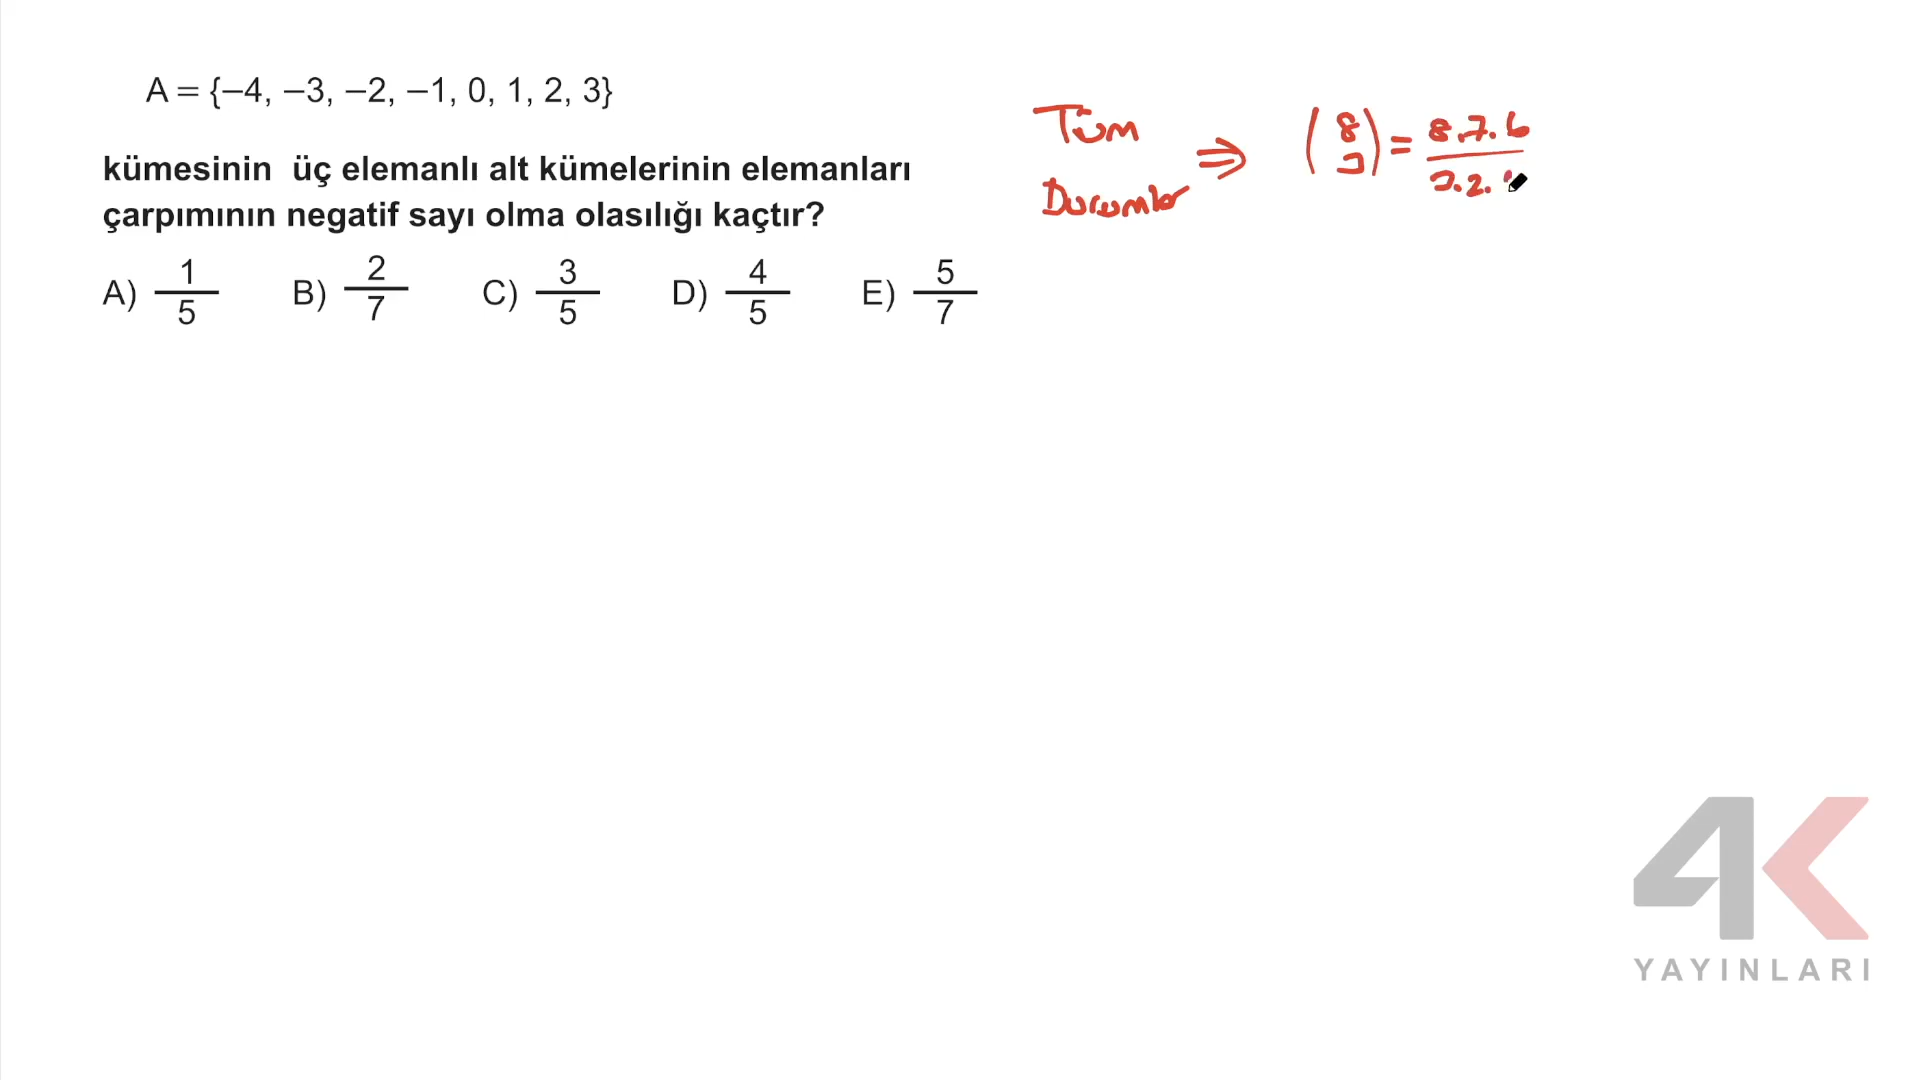 A = {–4, –3, –2, –1, 0, 1, 2, 3}
kümesinin üç elemanlı alt kümelerinin elemanları
çarpımının negatif sayı olma olasılığı kaçtır?
A) 1/5 B) 2/7 C) 3/5 D) 4/5 E) 5/7
Tüm
Durumlar ⇒ (8 3) = 8.7.6/3.2.
4K
YAYINLARI